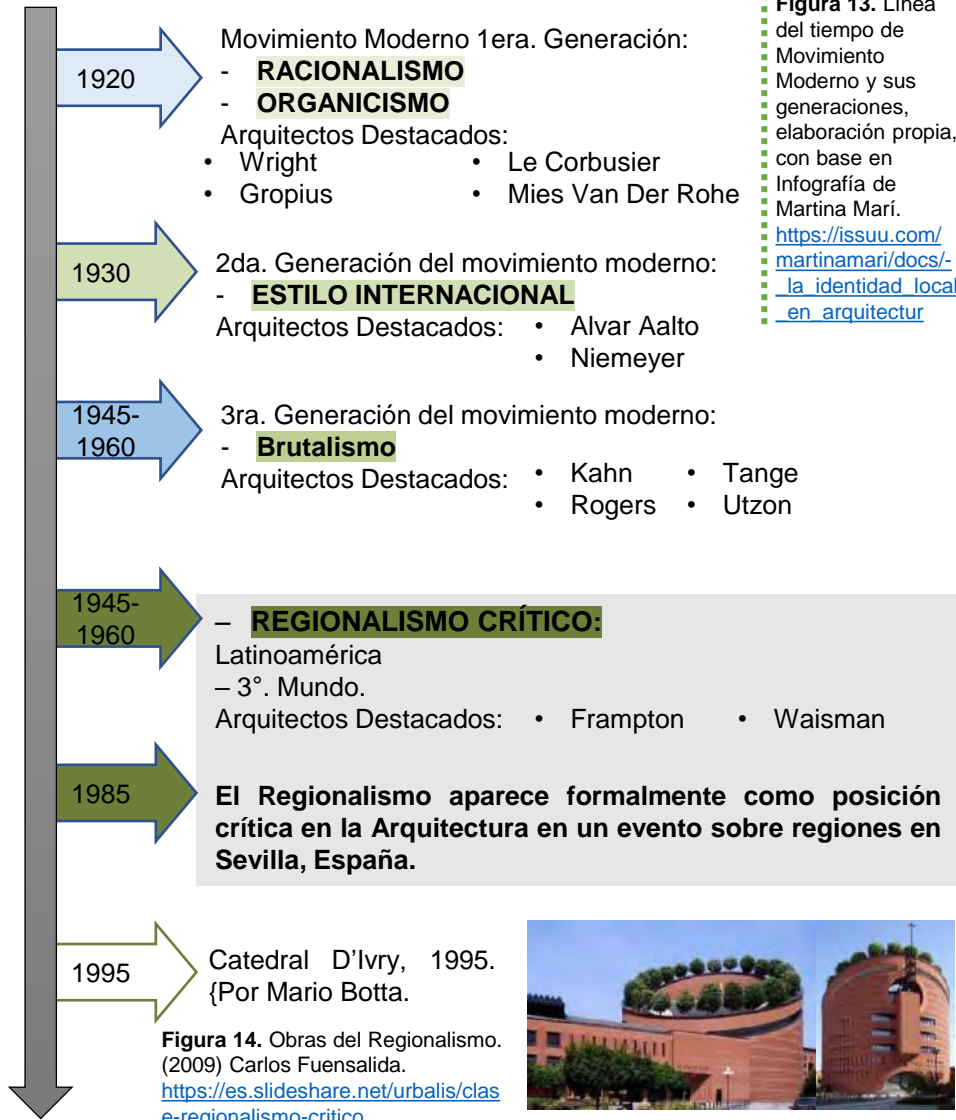 1920
Movimiento Moderno 1era. Generación:
- RACIONALISMO
- ORGANICISMO
Arquitectos Destacados:
• Wright • Le Corbusier
• Gropius • Mies Van Der Rohe
Figura 13. Línea
del tiempo de
Movimiento
Moderno y sus
generaciones,
elaboración propia,
con base en
Infografía de
Martina Marí.
https://issuu.com/
martinamari/docs/-
_la_identidad_local
_en_arquitectur
1930
2da. Generación del movimiento moderno:
- ESTILO INTERNACIONAL
Arquitectos Destacados: • Alvar Aalto
• Niemeyer
1945-
1960
3ra. Generación del movimiento moderno:
- Brutalismo
Arquitectos Destacados: • Kahn • Tange
• Rogers • Utzon
1945-
1960
– REGIONALISMO CRÍTICO:
Latinoamérica
– 3°. Mundo.
Arquitectos Destacados: • Frampton • Waisman
1985
El Regionalismo aparece formalmente como posición
crítica en la Arquitectura en un evento sobre regiones en
Sevilla, España.
1995
Catedral D'Ivry, 1995.
{Por Mario Botta.
Figura 14. Obras del Regionalismo.
(2009) Carlos Fuensalida.
https://es.slideshare.net/urbalis/clas
e-regionalismo-critico